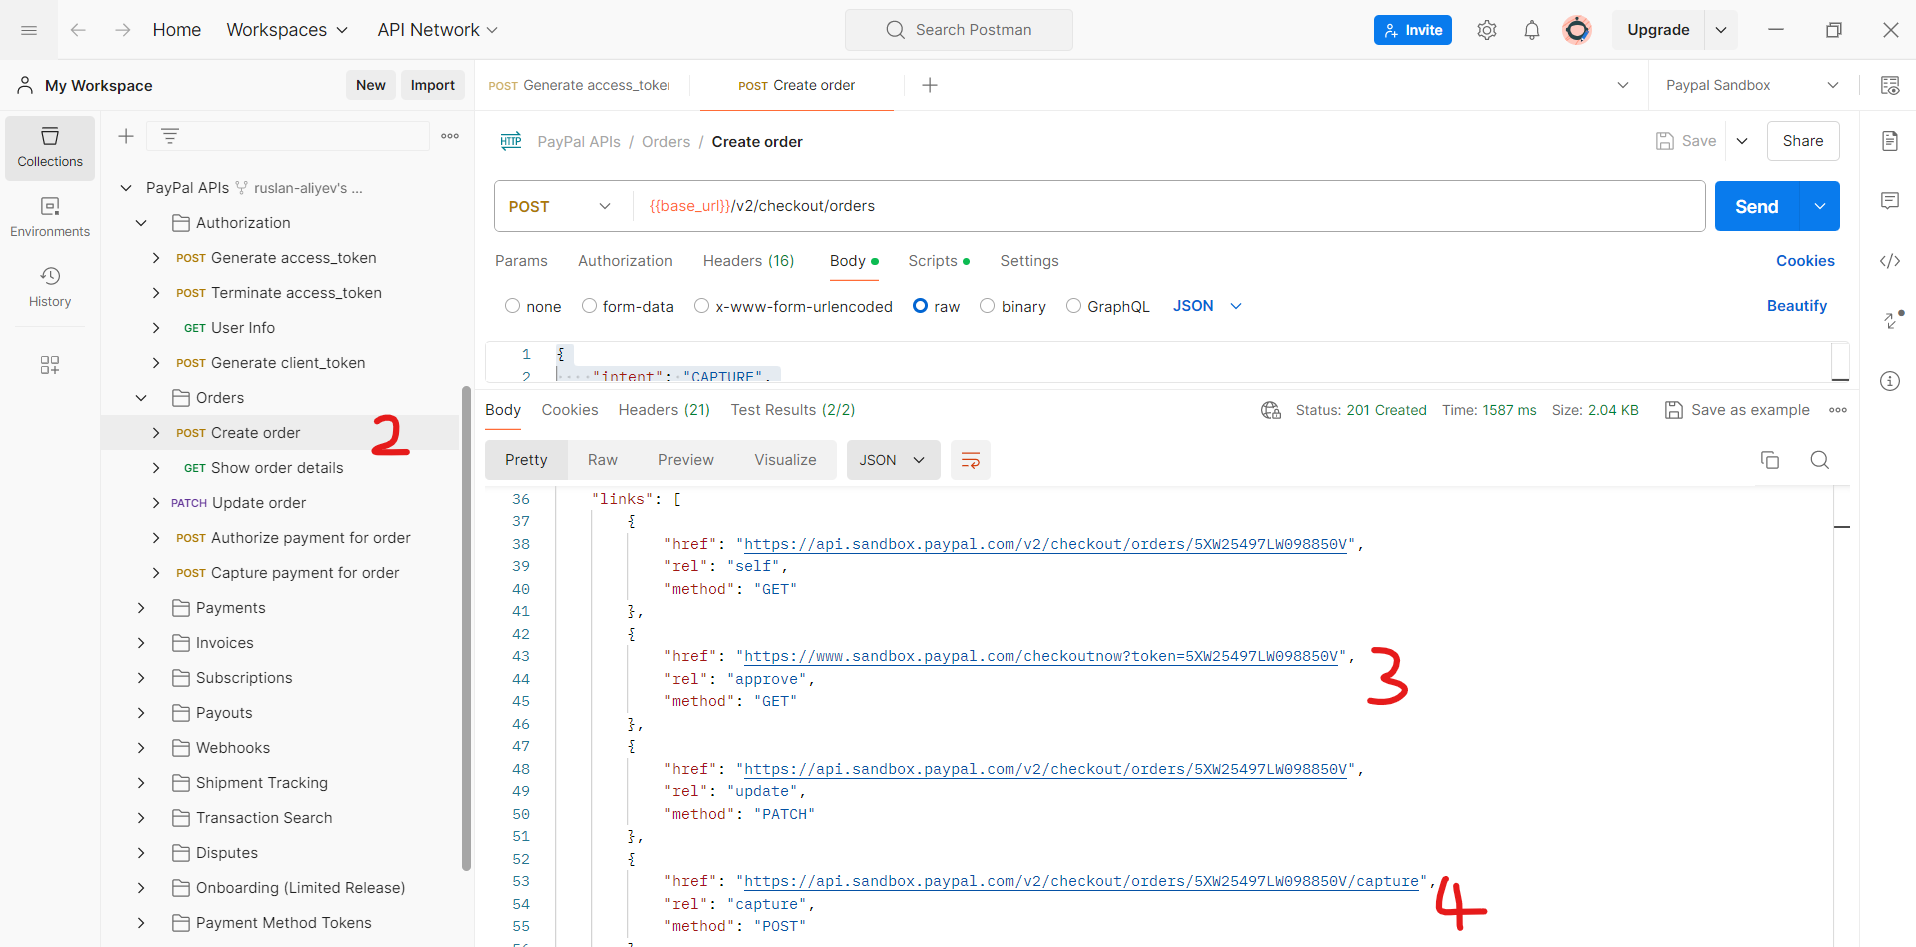 Home Workspaces API Network Search Postman Invite Upgrade
My Workspace New Import POST Generate access_token POST Create order Paypal Sandbox
Collections
Environments
History
PayPal APIs ruslan-aliyev's ...
Authorization
POST Generate access_token
POST Terminate access_token
GET User Info
POST Generate client_token
Orders
POST Create order 2
GET Show order details
PATCH Update order
POST Authorize payment for order
POST Capture payment for order
Payments
Invoices
Subscriptions
Payouts
Webhooks
Shipment Tracking
Transaction Search
Disputes
Onboarding (Limited Release)
Payment Method Tokens
HTTP PayPal APIs / Orders / Create order Save Share
POST {{base_url}}/v2/checkout/orders Send
Params Authorization Headers (16) Body Scripts Settings Cookies
none form-data x-www-form-urlencoded raw binary GraphQL JSON Beautify
1 {
2 "intent": "CAPTURE",
Body Cookies Headers (21) Test Results (2/2) Status: 201 Created Time: 1587 ms Size: 2.04 KB Save as example
Pretty Raw Preview Visualize JSON
36 "links": [
37 {
38 "href": "https://api.sandbox.paypal.com/v2/checkout/orders/5XW25497LW098850V",
39 "rel": "self",
40 "method": "GET"
41 },
42 {
43 "href": "https://www.sandbox.paypal.com/checkoutnow?token=5XW25497LW098850V", 3
44 "rel": "approve",
45 "method": "GET"
46 },
47 {
48 "href": "https://api.sandbox.paypal.com/v2/checkout/orders/5XW25497LW098850V",
49 "rel": "update",
50 "method": "PATCH"
51 },
52 {
53 "href": "https://api.sandbox.paypal.com/v2/checkout/orders/5XW25497LW098850V/capture", 4
54 "rel": "capture",
55 "method": "POST"
56 }